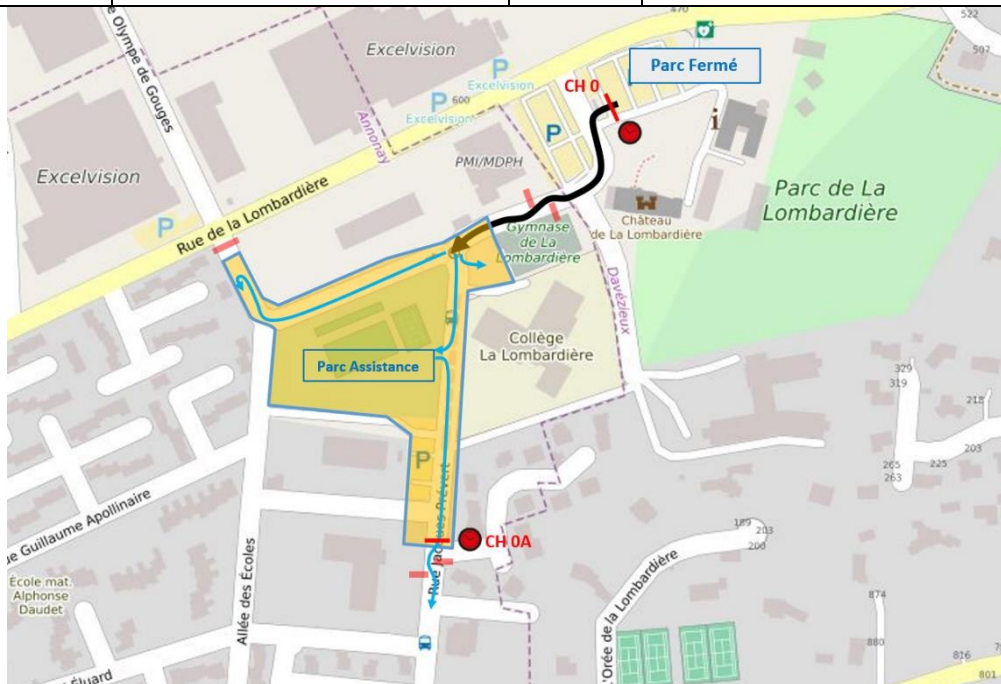 470
522
507
e Olympe de Gouges
Excelvision
Parc Fermé
P
Excelvision
CH 0
P
600
Excelvision
Annonay
P
i
PMI/MDPH
Excelvision
Parc de La
Lombardière
Rue de la Lombardière
P
Château
de La Lombardière
Gymnase
de La
Lombardière
Davézieux
Collège
La Lombardière
Parc Assistance
329
319
218
203
225
265
263
P
Rue Jacques Prévert
CH 0A
189
203
200
ue Guillaume Apollinaire
École mat.
Alphonse
Daudet
Allée des Écoles
l'Orée de la Lombardière
874
880
816
801
l Éluard